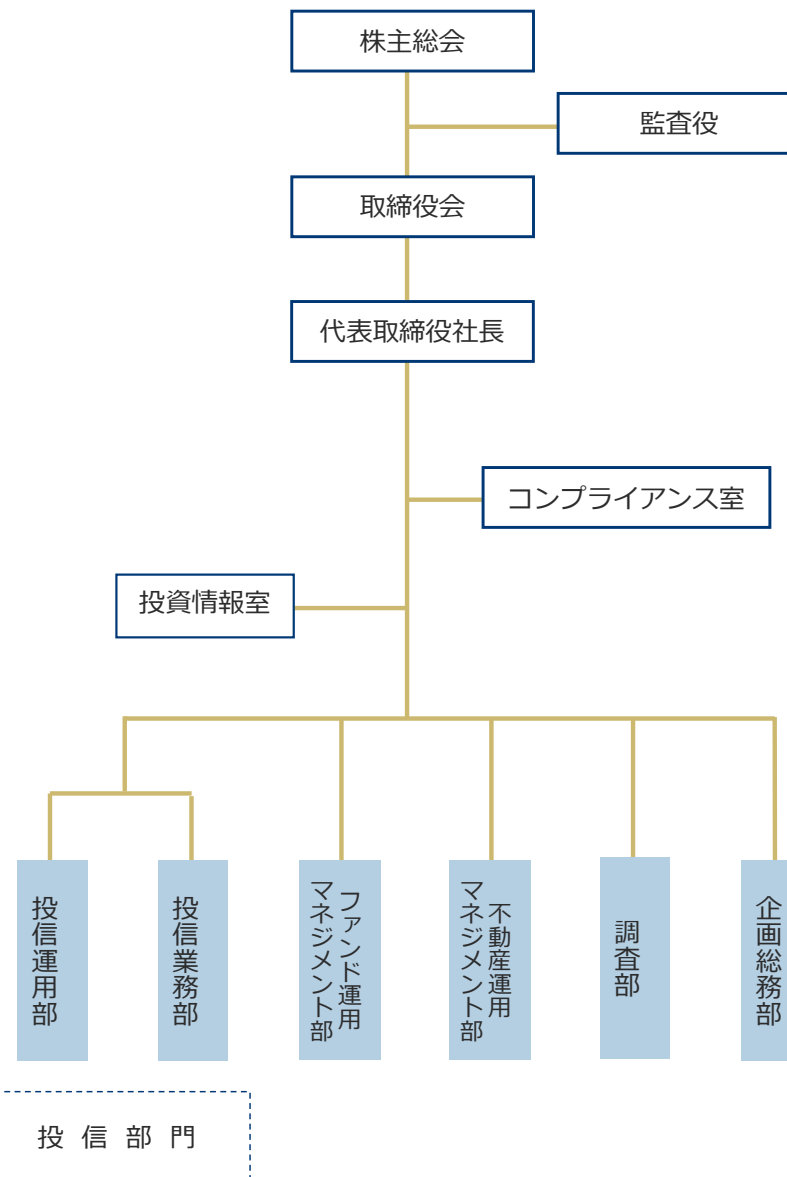 株主総会
監査役
取締役会
代表取締役社長
コンプライアンス室
投資情報室
投信運用部
投信業務部
ファンド運用
マネジメント部
不動産運用
マネジメント部
調査部
企画総務部
投信部門